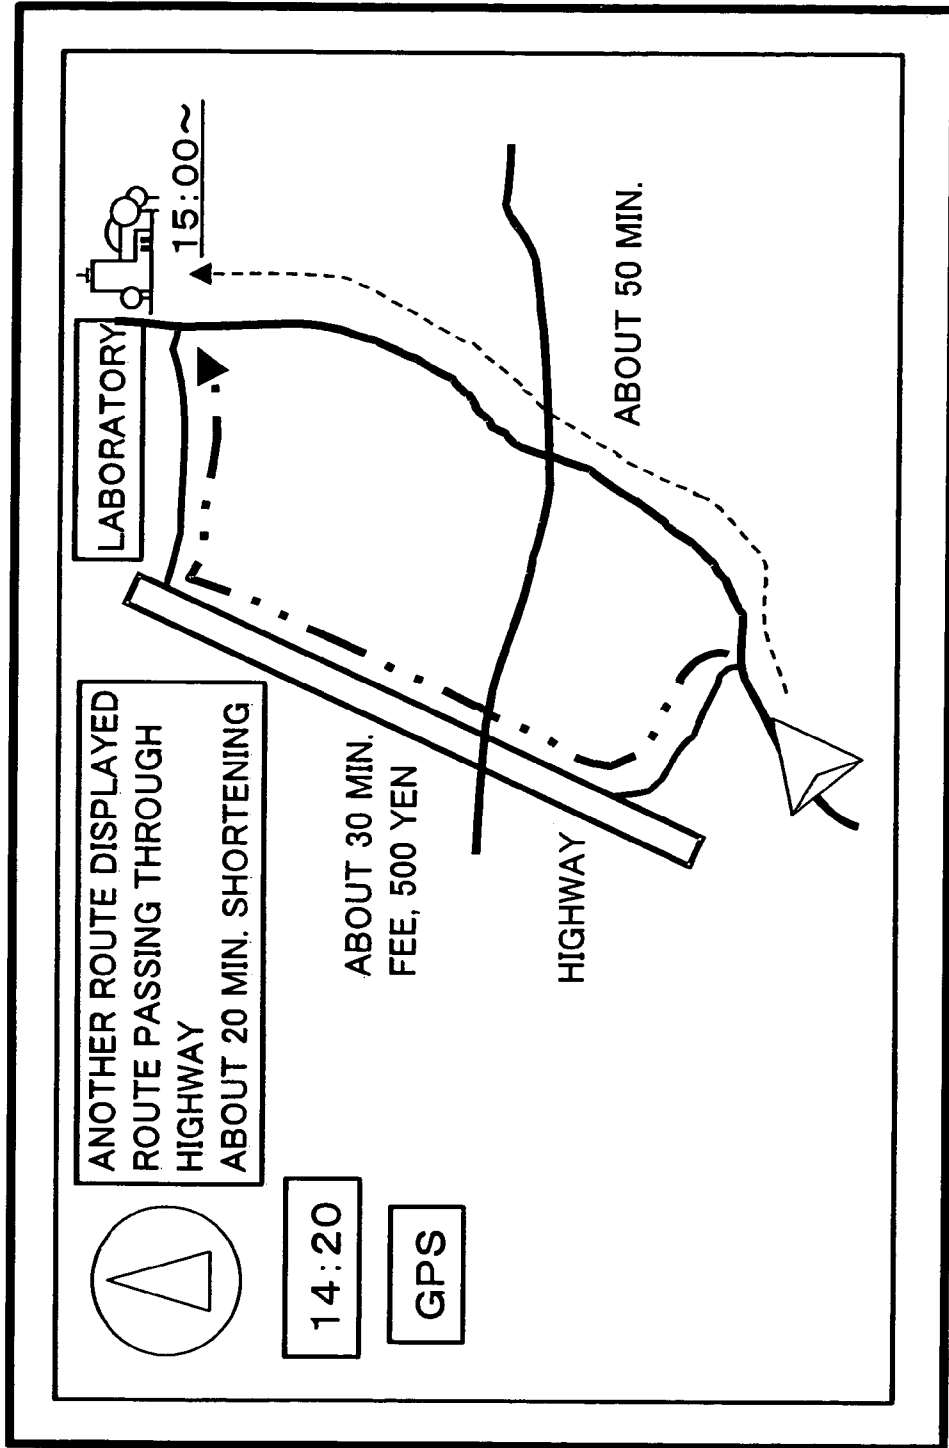 ANOTHER ROUTE DISPLAYED
ROUTE PASSING THROUGH
HIGHWAY
ABOUT 20 MIN. SHORTENING
LABORATORY
15:00~
14:20
GPS
ABOUT 30 MIN.
FEE, 500 YEN
HIGHWAY
ABOUT 50 MIN.